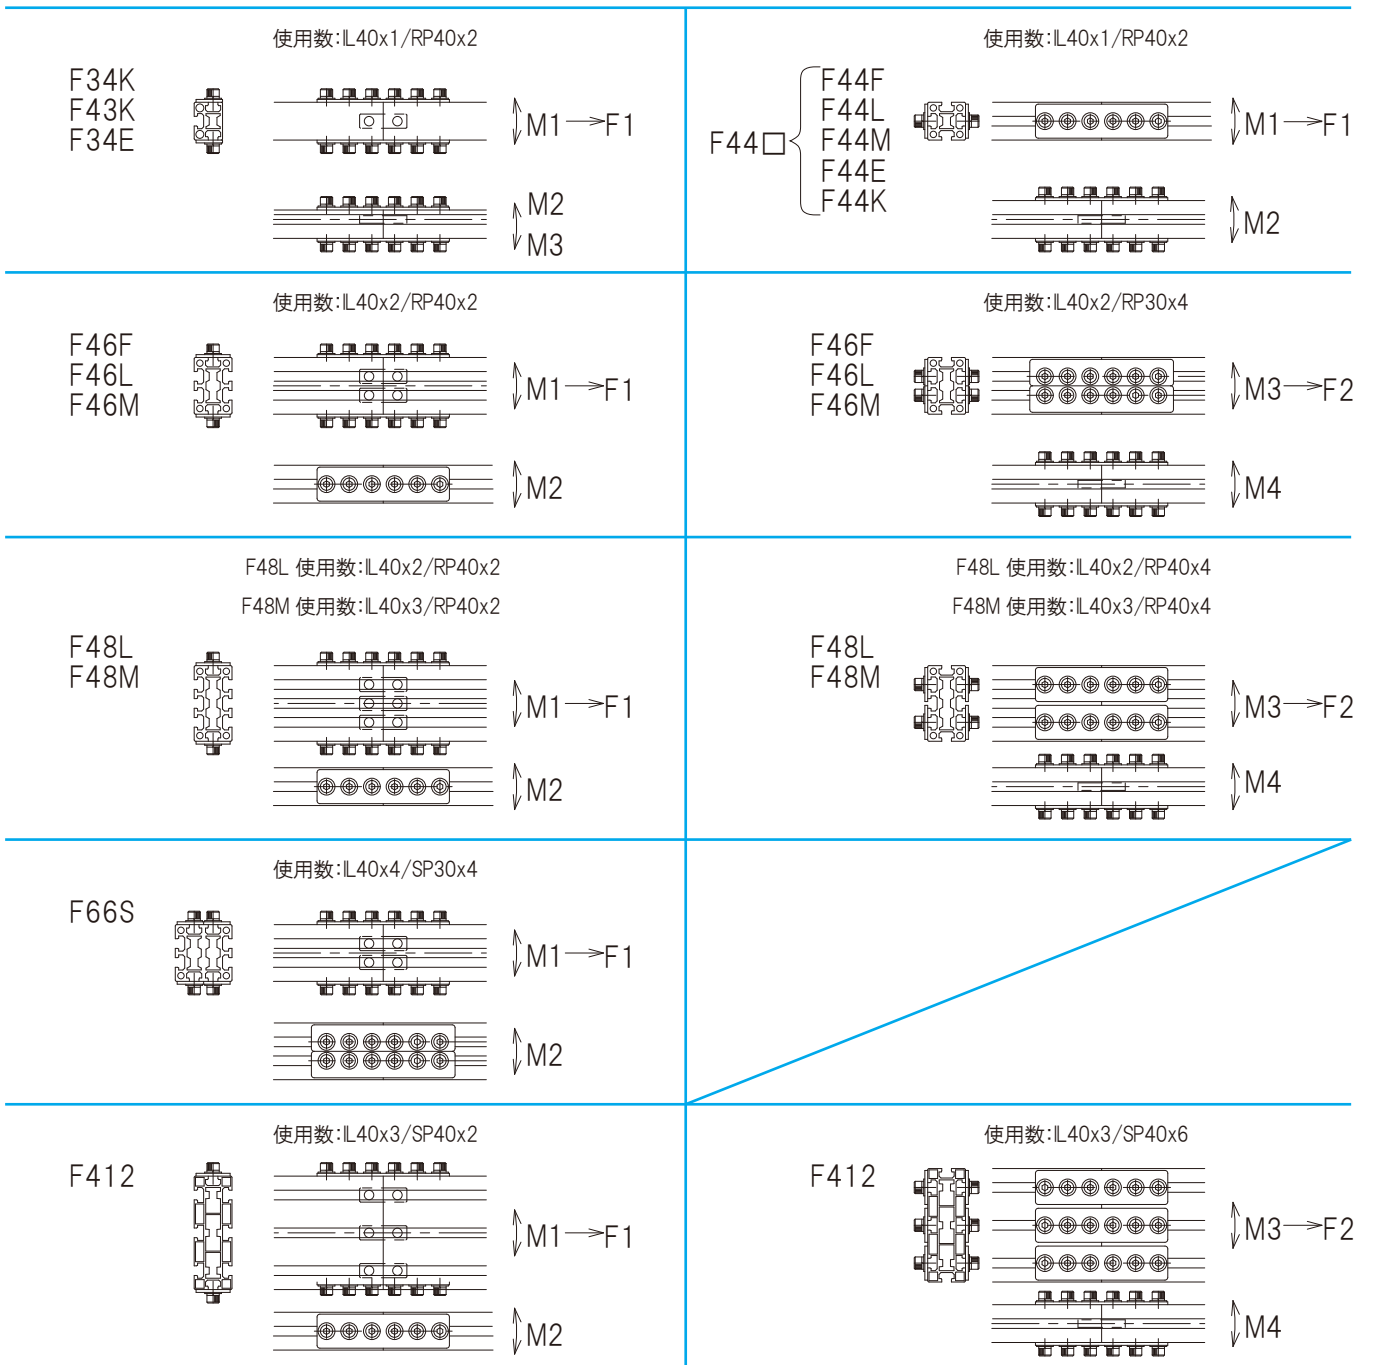 使用数:IL40x1/RP40x2
F34K
F43K
F34E
M1→F1
M2
M3
使用数:IL40x1/RP40x2
F44□
F44F
F44L
F44M
F44E
F44K
M1→F1
M2
使用数:IL40x2/RP40x2
F46F
F46L
F46M
M1→F1
M2
使用数:IL40x2/RP30x4
F46F
F46L
F46M
M3→F2
M4
F48L 使用数:IL40x2/RP40x2
F48M 使用数:IL40x3/RP40x2
F48L
F48M
M1→F1
M2
F48L 使用数:IL40x2/RP40x4
F48M 使用数:IL40x3/RP40x4
F48L
F48M
M3→F2
M4
使用数:IL40x4/SP30x4
F66S
M1→F1
M2
使用数:IL40x3/SP40x2
F412
M1→F1
M2
使用数:IL40x3/SP40x6
F412
M3→F2
M4